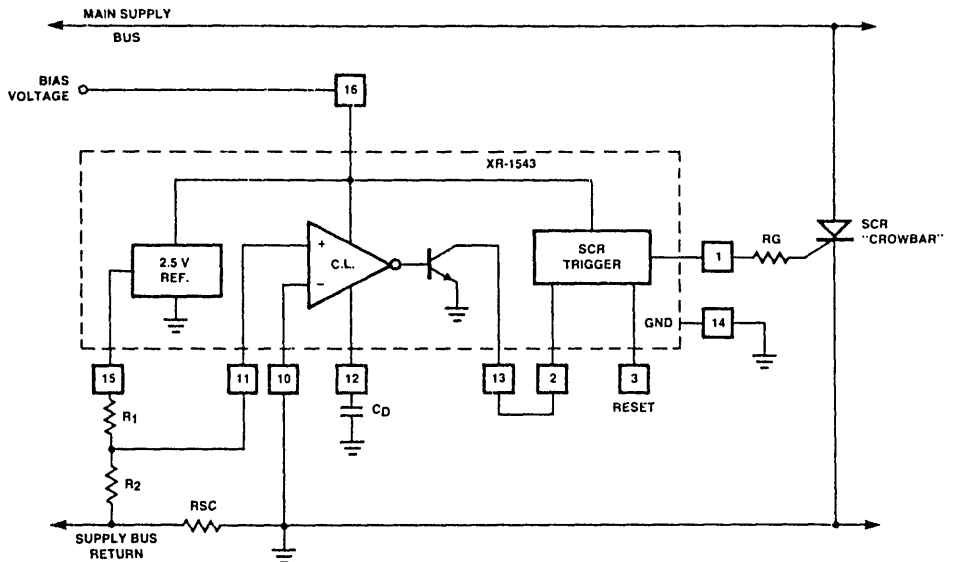 MAIN SUPPLY
BUS
BIAS
VOLTAGE
16
XR-1543
2.5 V
REF.
+
C.L.
−
SCR
TRIGGER
1
RG
SCR
"CROWBAR"
GND
14
15
11
10
12
13
2
3
RESET
R1
CD
R2
RSC
SUPPLY BUS
RETURN